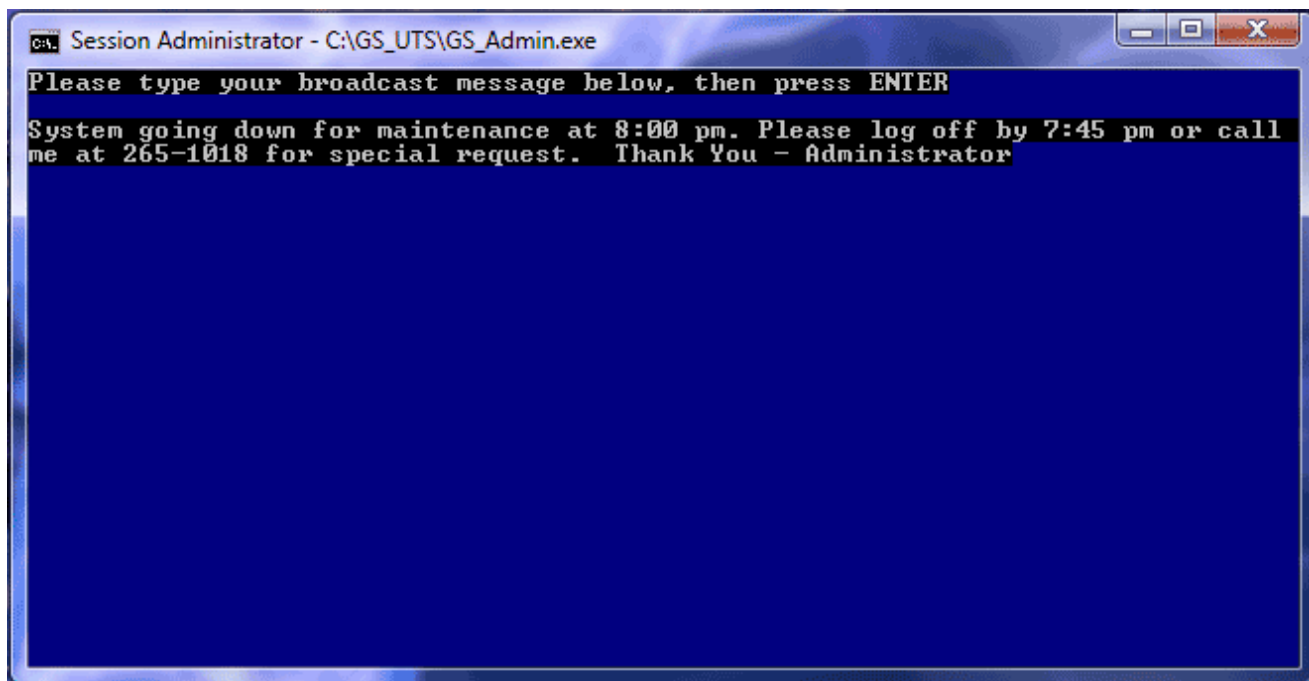 Session Administrator - C:\GS_UTS\GS_Admin.exe
Please type your broadcast message below, then press ENTER
System going down for maintenance at 8:00 pm. Please log off by 7:45 pm or call
me at 265-1018 for special request.  Thank You - Administrator